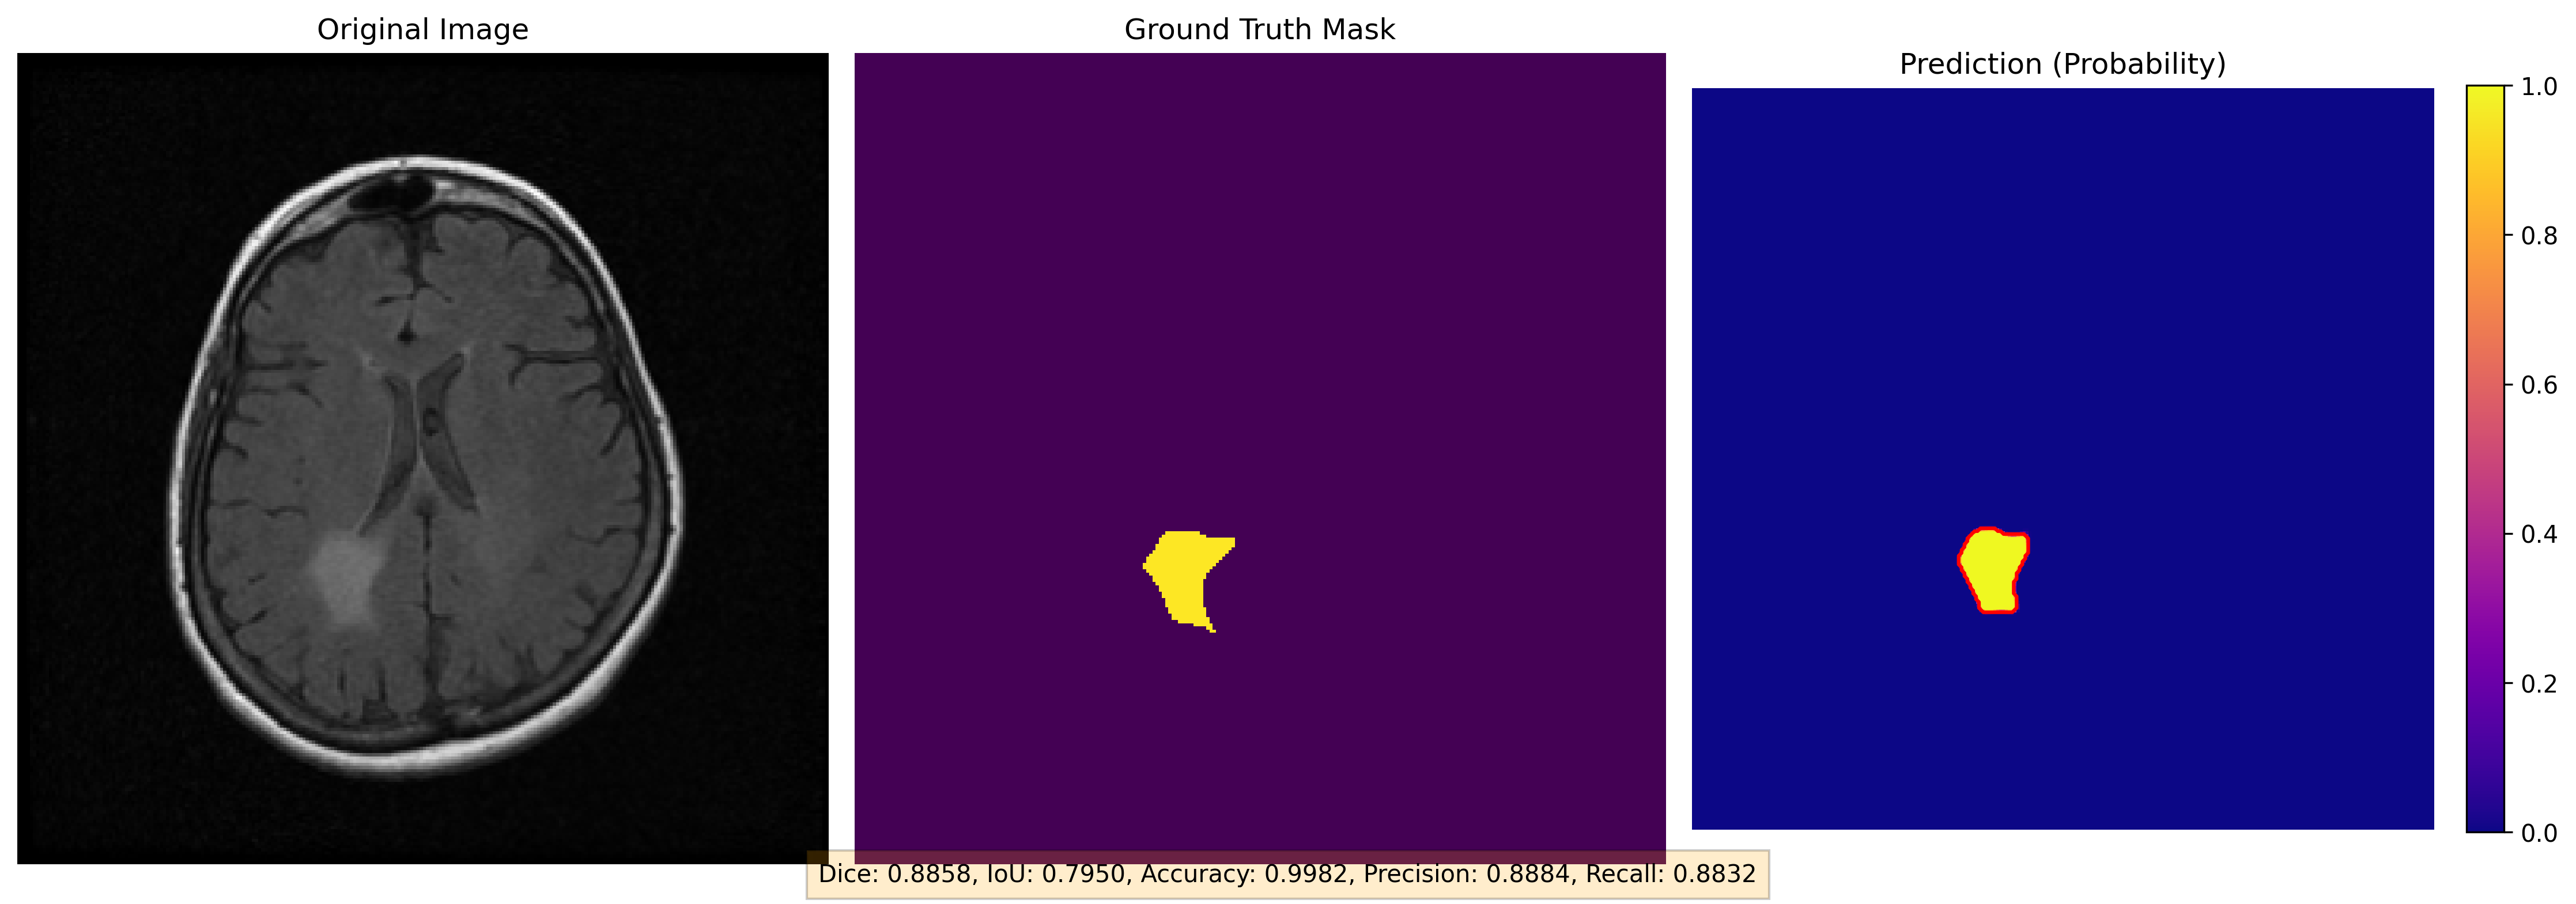 Original Image
Ground Truth Mask
Prediction (Probability)
1.0
0.8
0.6
0.4
0.2
0.0
Dice: 0.8858, IoU: 0.7950, Accuracy: 0.9982, Precision: 0.8884, Recall: 0.8832